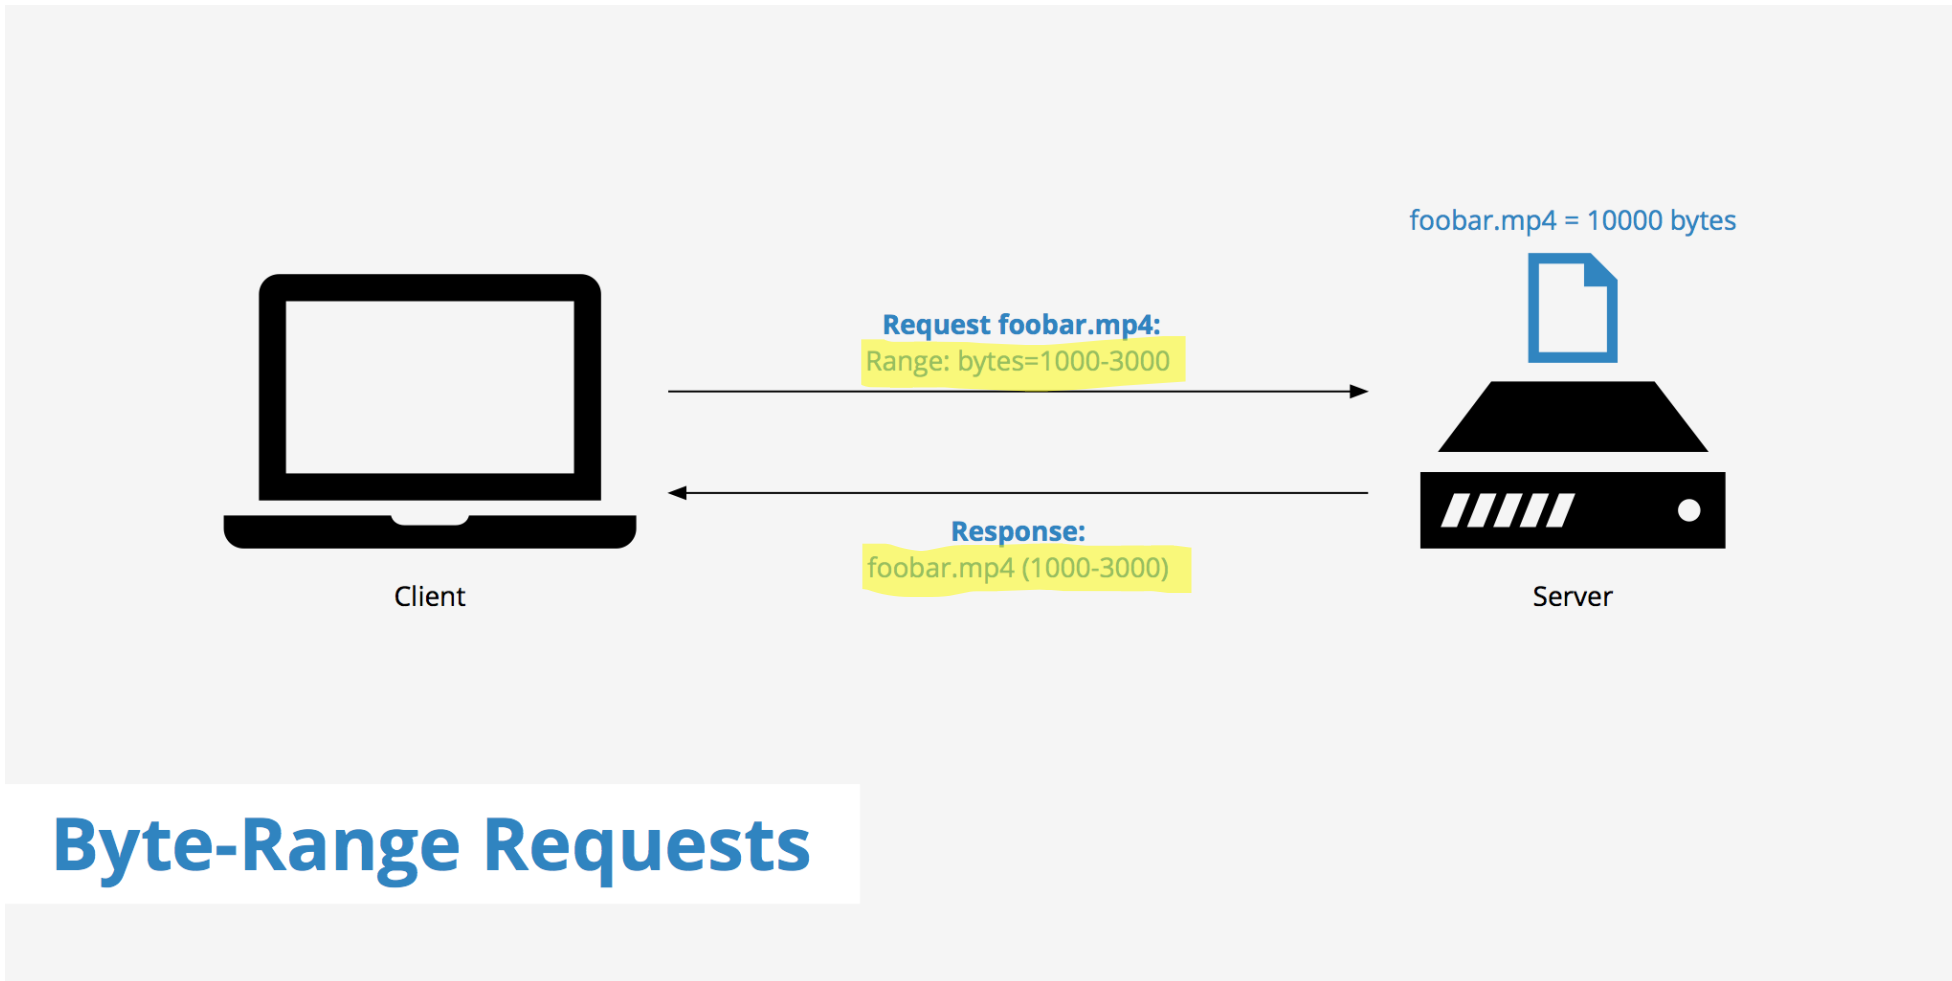 foobar.mp4 = 10000 bytes
Request foobar.mp4:
Range: bytes=1000-3000
Response:
foobar.mp4 (1000-3000)
Client
Server
Byte-Range Requests